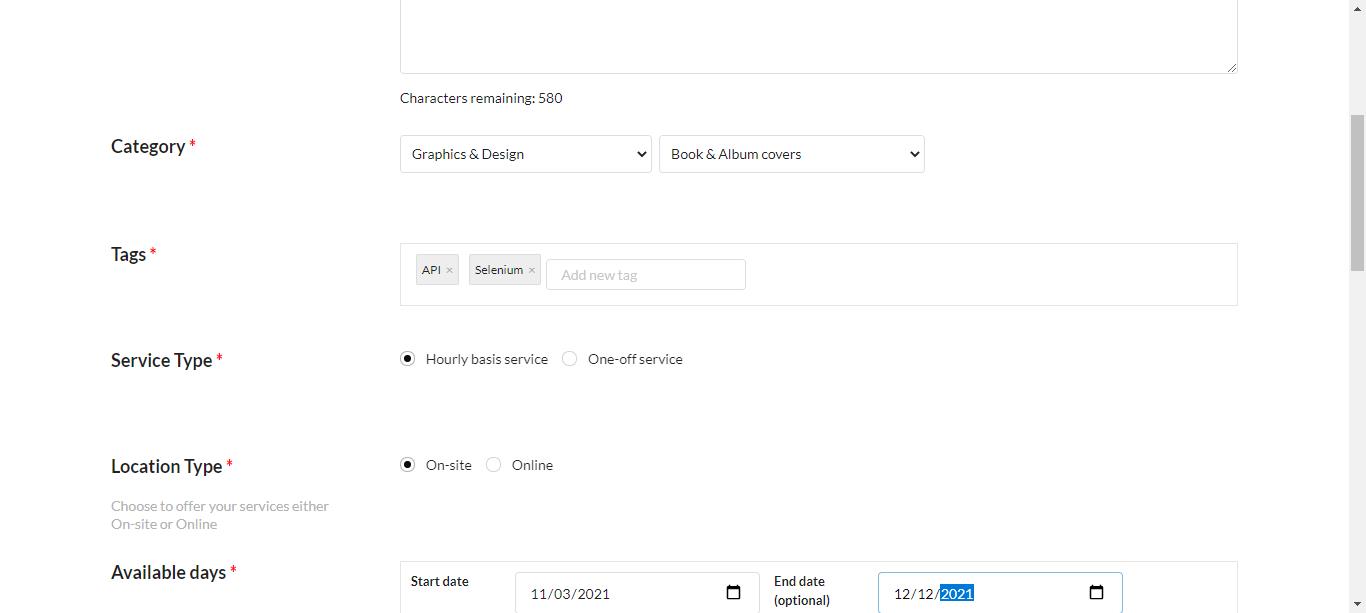 Characters remaining: 580
Category *
Graphics & Design
Book & Album covers
Tags *
API ×
Selenium ×
Add new tag
Service Type *
Hourly basis service
One-off service
Location Type *
On-site
Online
Choose to offer your services either
On-site or Online
Available days *
Start date
11/03/2021
End date
(optional)
12/12/2021